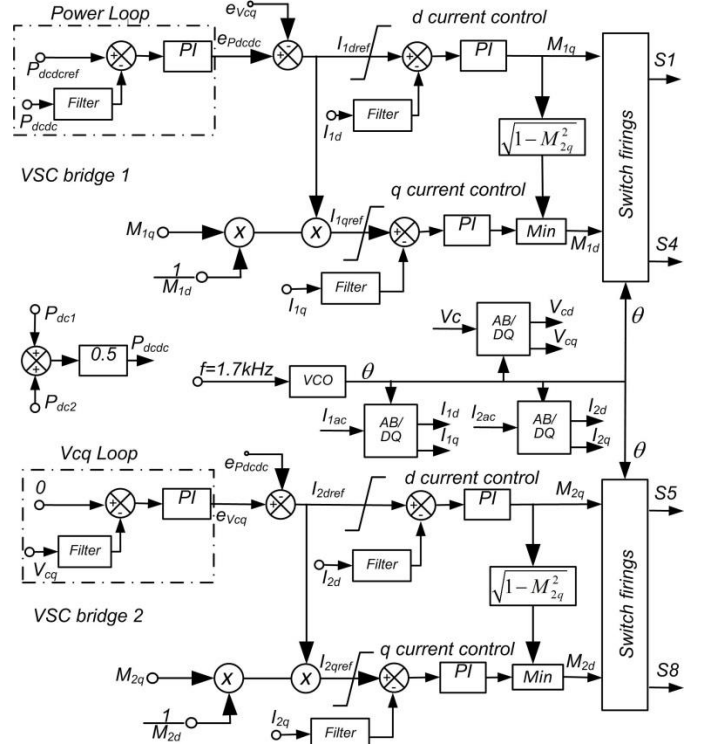 Power Loop
e_Vcq
d current control
P_dcdcref
PI
e_Pdcdc
I_1dref
PI
M_1q
S1
P_dcdc
Filter
I_1d
Filter
√1−M²_2q
Switch firings
VSC bridge 1
q current control
M_1q
x
x
I_1qref
PI
Min
M_1d
S4
1/M_1d
I_1q
Filter
θ
P_dc1
0.5
P_dcdc
P_dc2
f=1.7kHz
VCO
θ
Vc
AB/
DQ
V_cd
V_cq
I_1ac
AB/
DQ
I_1d
I_1q
I_2ac
AB/
DQ
I_2d
I_2q
θ
Vcq Loop
e_Pdcdc
d current control
0
PI
e_Vcq
I_2dref
PI
M_2q
S5
V_cq
Filter
I_2d
Filter
√1−M²_2q
Switch firings
VSC bridge 2
q current control
M_2q
x
x
I_2qref
PI
Min
M_2d
S8
1/M_2d
I_2q
Filter